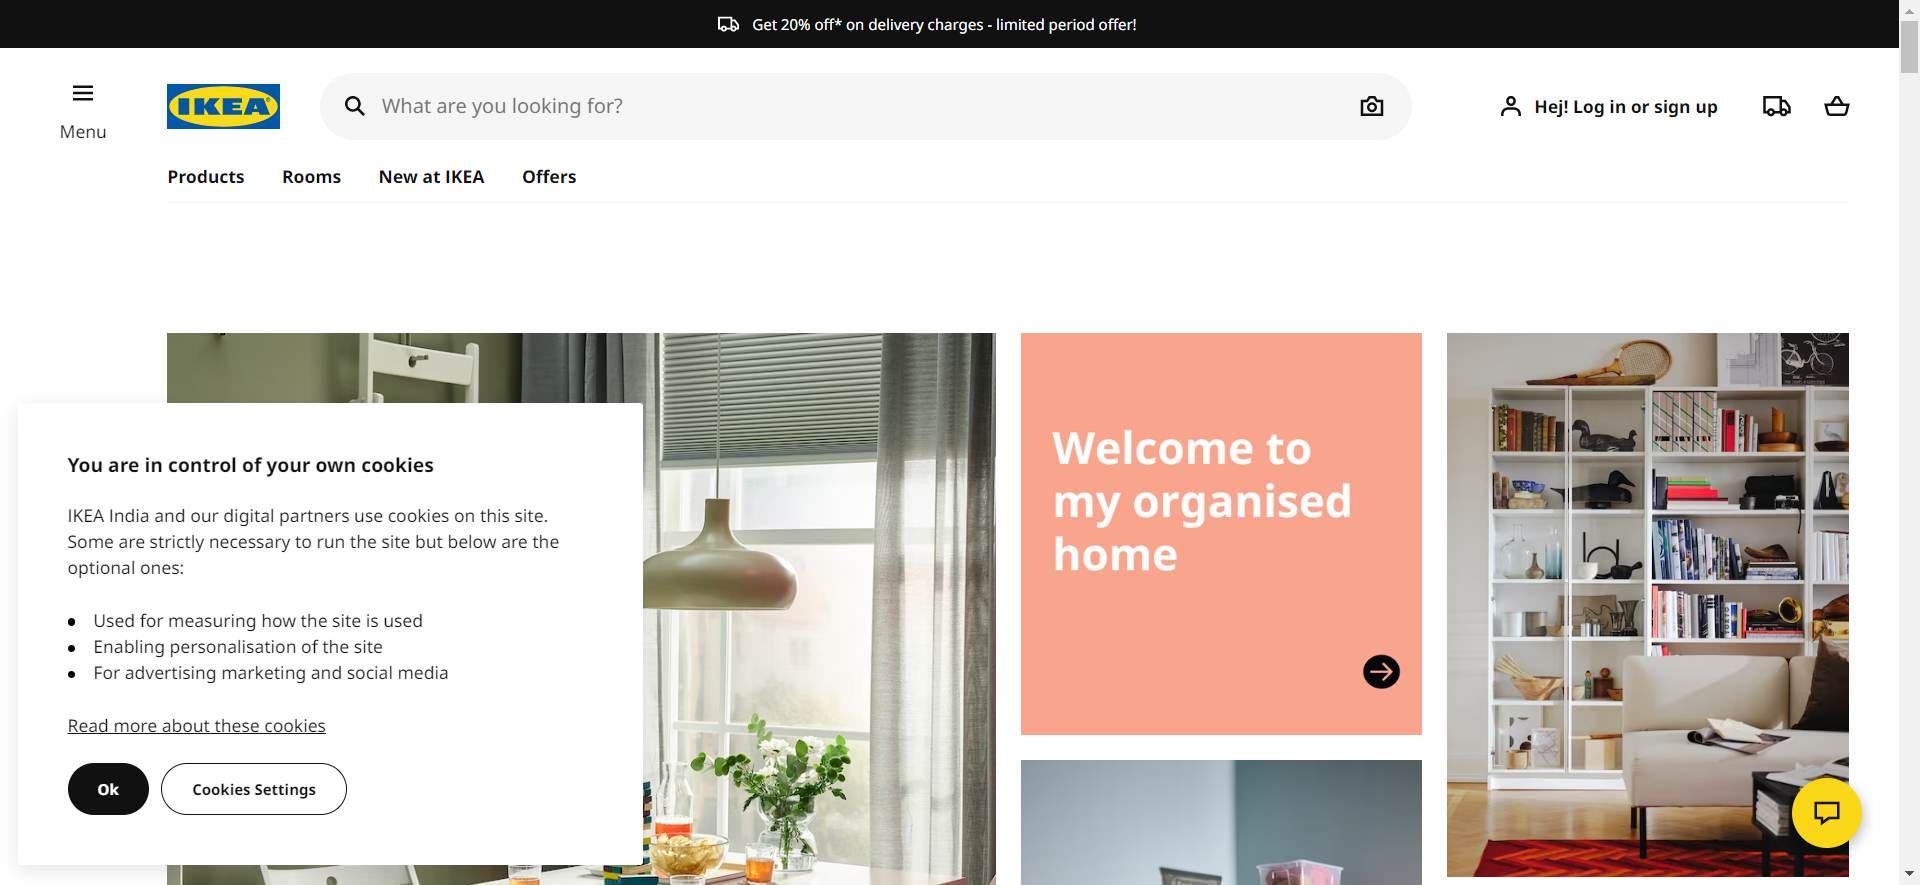 Get 20% off* on delivery charges - limited period offer!
Menu
IKEA
What are you looking for?
Hej! Log in or sign up
Products
Rooms
New at IKEA
Offers
You are in control of your own cookies
IKEA India and our digital partners use cookies on this site.
Some are strictly necessary to run the site but below are the
optional ones:
Used for measuring how the site is used
Enabling personalisation of the site
For advertising marketing and social media
Read more about these cookies
Ok
Cookies Settings
Welcome to
my organised
home